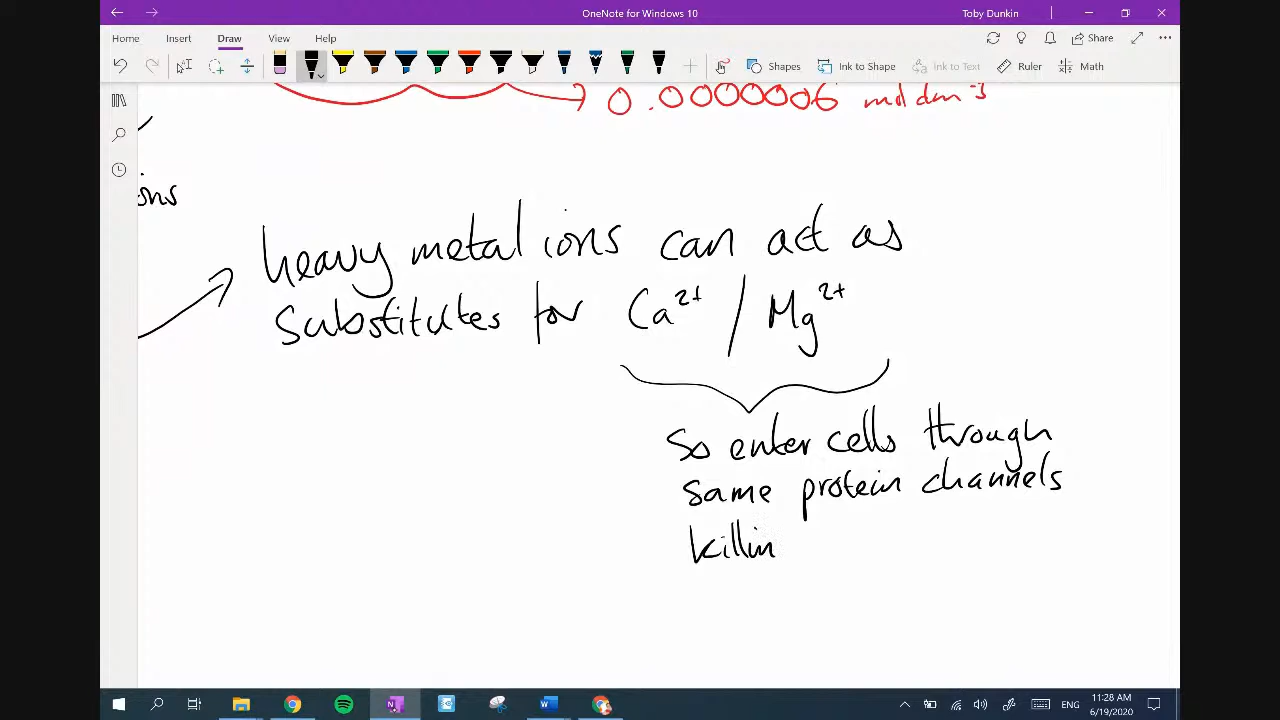 OneNote for Windows 10
Toby Dunkin
Home
Insert
Draw
View
Help
Share
Shapes
Ink to Shape
Ink to Text
Ruler
Math
0.0000006 mol dm-3
ons
heavy metal ions can act as
substitutes for Ca²⁺ / Mg²⁺
so enter cells through
same protein channels
killin
ENG
11:28 AM
6/19/2020